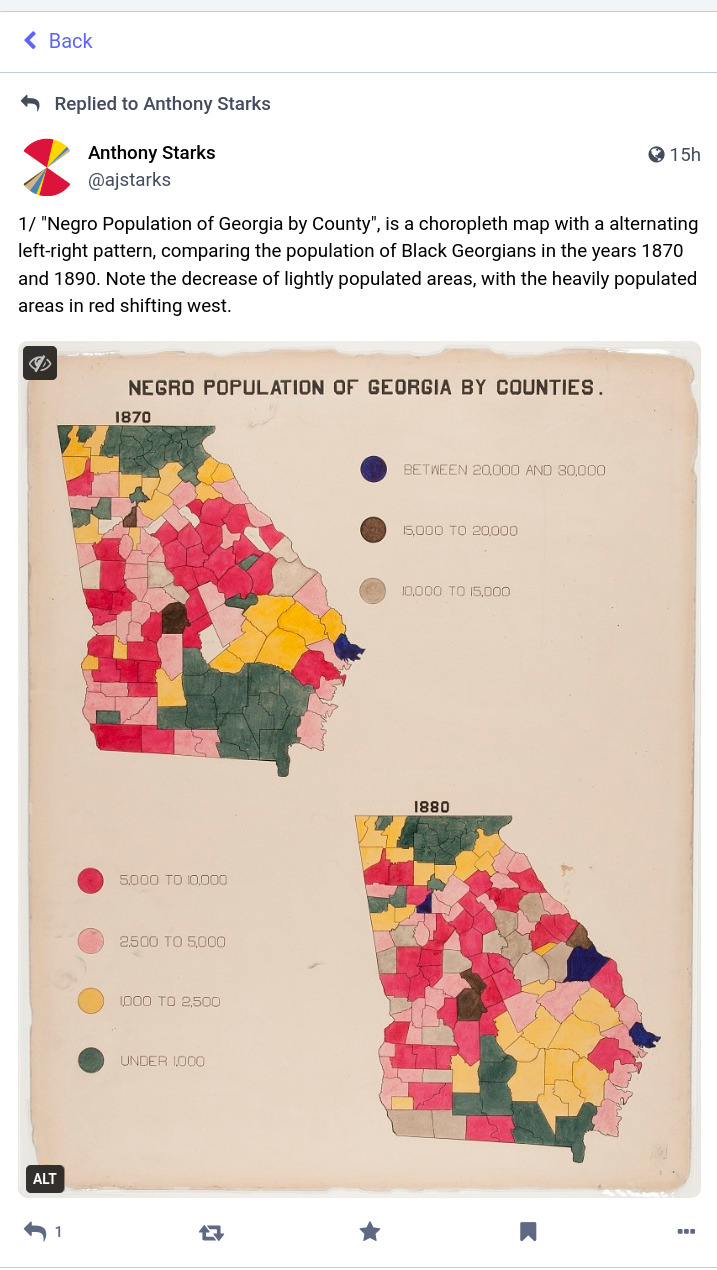 Back
Replied to Anthony Starks
Anthony Starks
15h
@ajstarks
1/ "Negro Population of Georgia by County", is a choropleth map with a alternating
left-right pattern, comparing the population of Black Georgians in the years 1870
and 1890. Note the decrease of lightly populated areas, with the heavily populated
areas in red shifting west.
NEGRO POPULATION OF GEORGIA BY COUNTIES.
1870
BETWEEN 20,000 AND 30,000
15,000 TO 20,000
10,000 TO 15,000
1880
5,000 TO 10,000
2,500 TO 5,000
1,000 TO 2,500
UNDER 1,000
ALT
1